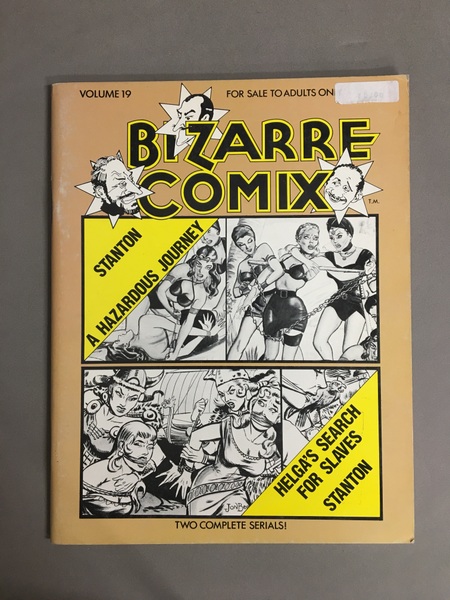 VOLUME 19
FOR SALE TO ADULTS ON
BIZARRE
COMIX
T.M.
STANTON
A HAZARDOUS JOURNEY
HELGA'S SEARCH
FOR SLAVES
STANTON
TWO COMPLETE SERIALS!